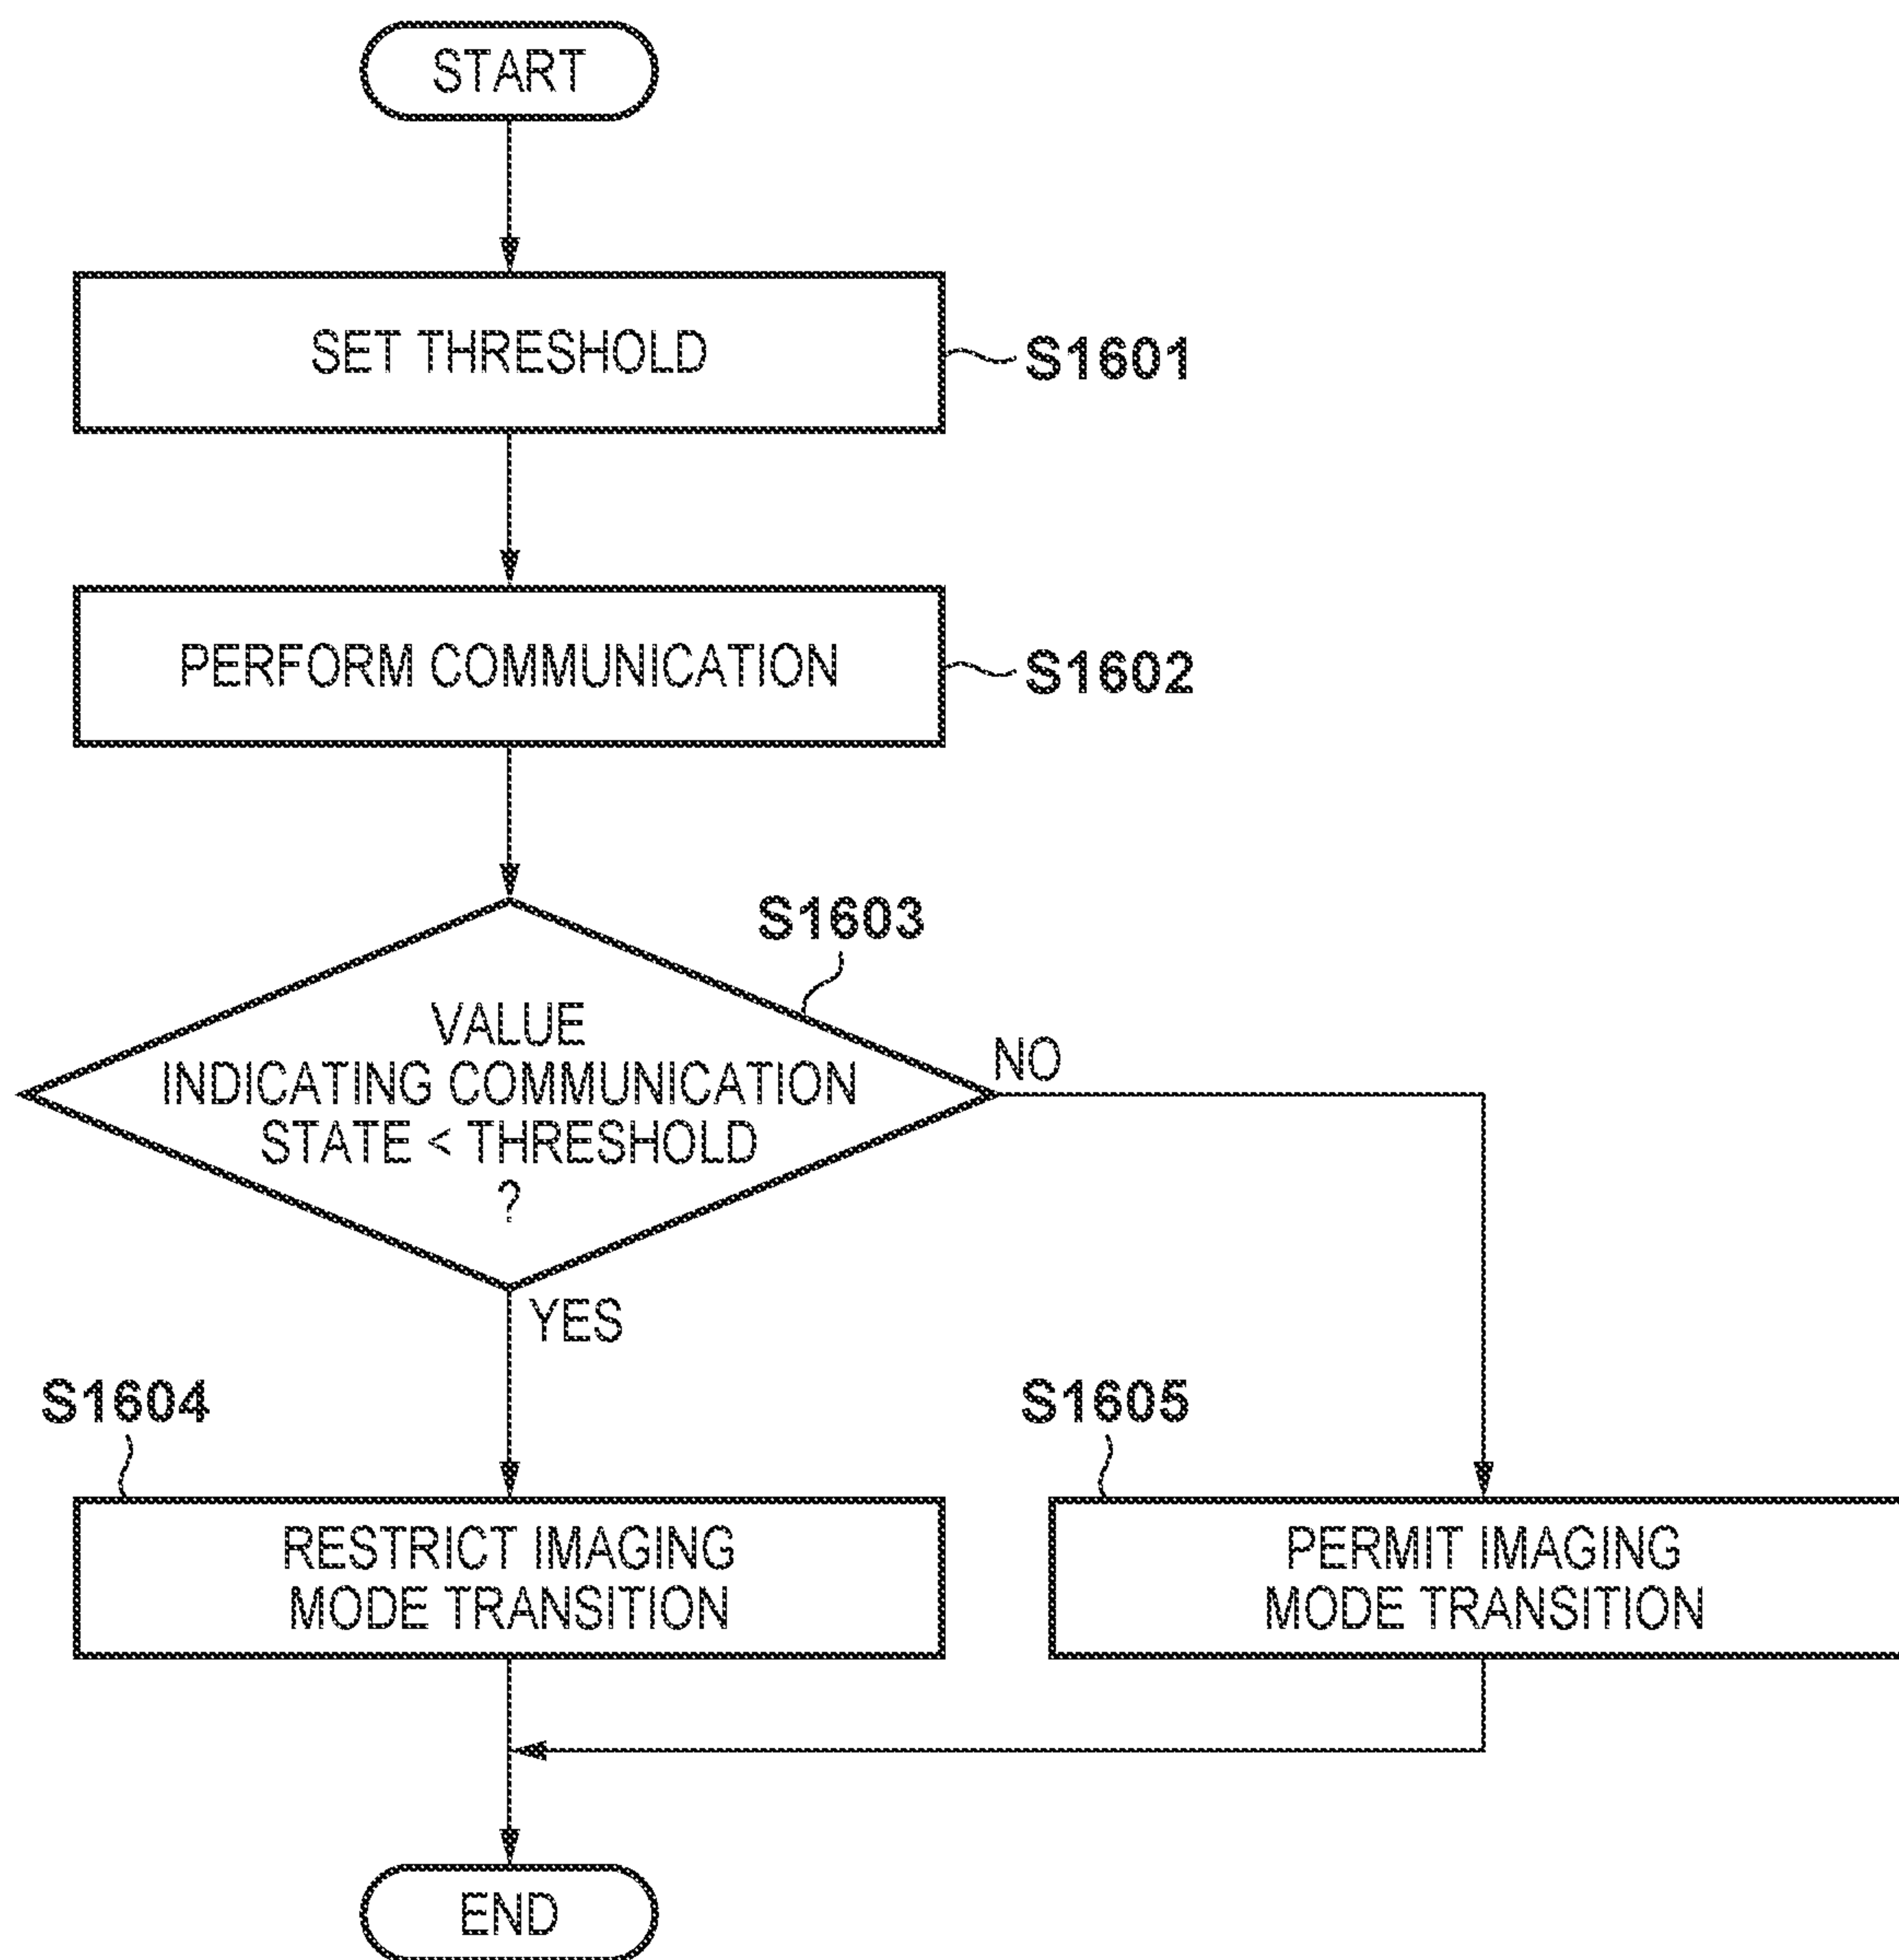 START
SET THRESHOLD
S1601
PERFORM COMMUNICATION
S1602
S1603
VALUE
INDICATING COMMUNICATION
STATE < THRESHOLD
?
NO
YES
S1604
RESTRICT IMAGING
MODE TRANSITION
S1605
PERMIT IMAGING
MODE TRANSITION
END